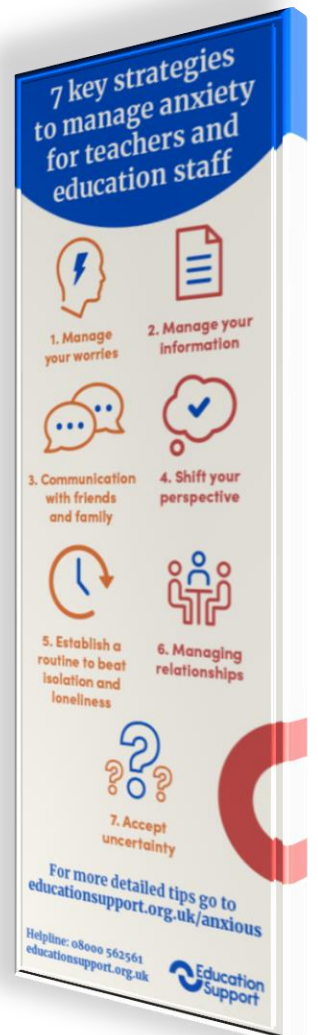 7 key strategies
to manage anxiety
for teachers and
education staff
1. Manage
your worries
2. Manage your
information
3. Communication
with friends
and family
4. Shift your
perspective
5. Establish a
routine to beat
isolation and
loneliness
6. Managing
relationships
7. Accept
uncertainty
For more detailed tips go to
educationsupport.org.uk/anxious
Helpline: 08000 562561
educationsupport.org.uk
Education
Support